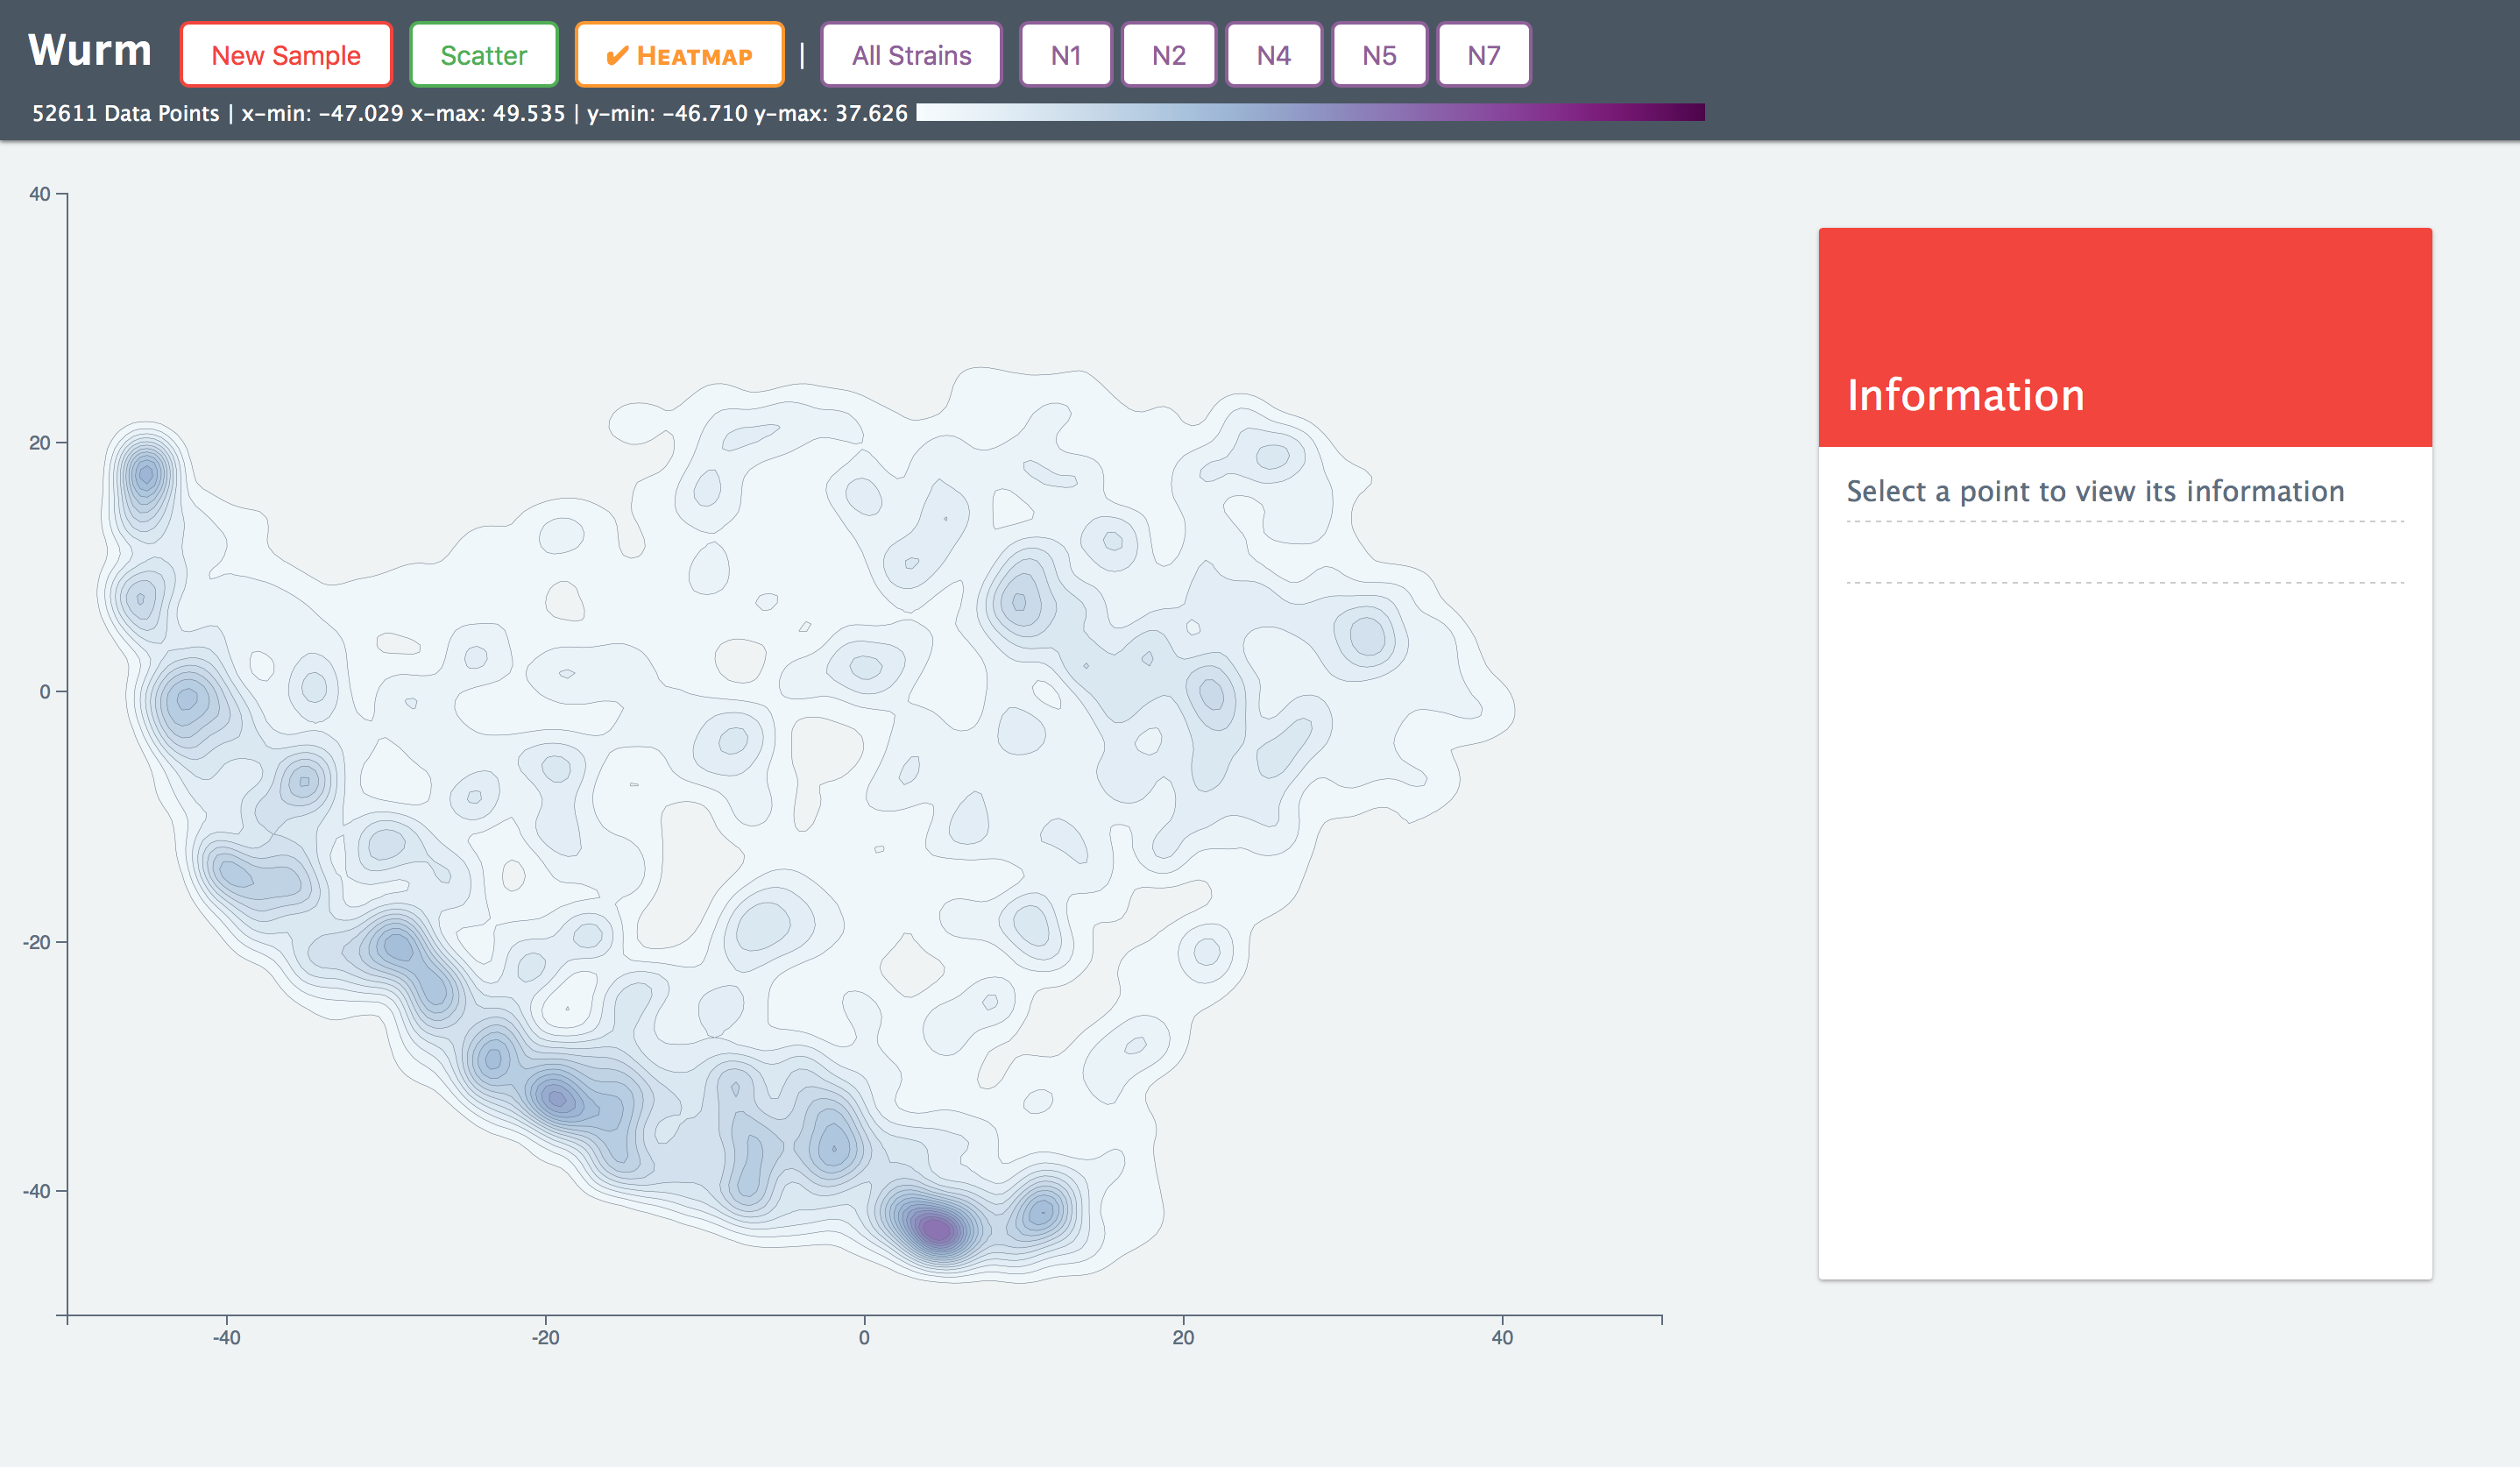 Wurm New Sample Scatter ✔ HEATMAP | All Strains N1 N2 N4 N5 N7
52611 Data Points | x-min: -47.029 x-max: 49.535 | y-min: -46.710 y-max: 37.626
40
20
0
-20
-40
-40 -20 0 20 40
Information
Select a point to view its information